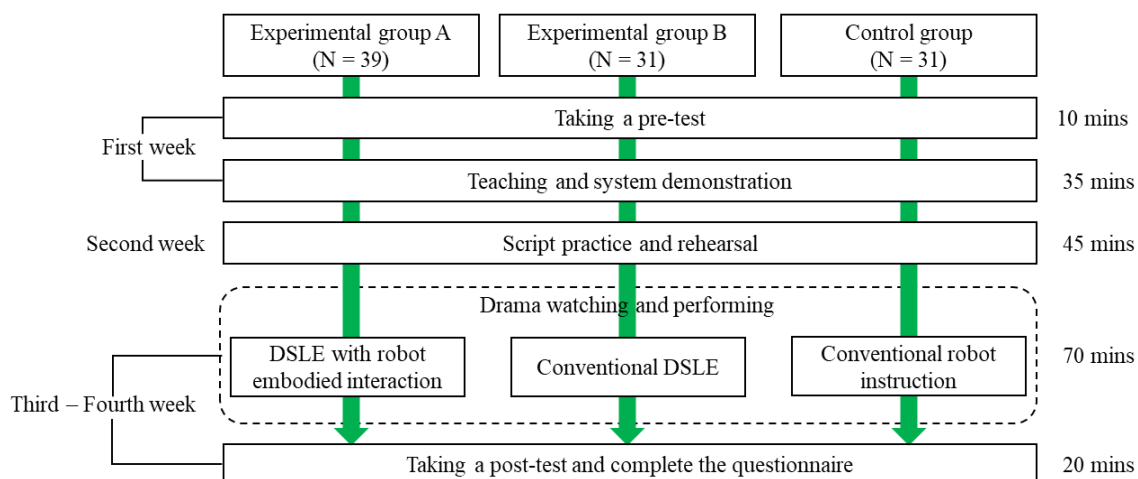 Experimental group A
(N = 39)
Experimental group B
(N = 31)
Control group
(N = 31)
Taking a pre-test
10 mins
First week
Teaching and system demonstration
35 mins
Second week
Script practice and rehearsal
45 mins
Drama watching and performing
DSLE with robot
embodied interaction
Conventional DSLE
Conventional robot
instruction
70 mins
Third – Fourth week
Taking a post-test and complete the questionnaire
20 mins